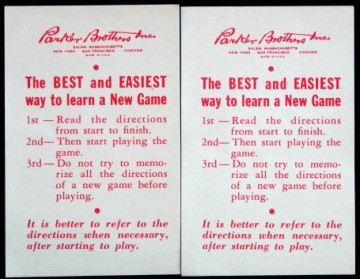 Parker Brothers Inc.
SALEM, MASSACHUSETTS
NEW YORK SAN FRANCISCO CHICAGO
MADE IN U.S.A.
The BEST and EASIEST
way to learn a New Game
1st — Read the directions
from start to finish.
2nd— Then start playing the
game.
3rd— Do not try to memo-
rize all the directions
of a new game before
playing.
It is better to refer to the
directions when necessary,
after starting to play.
Parker Brothers Inc.
SALEM, MASSACHUSETTS
NEW YORK SAN FRANCISCO CHICAGO
MADE IN U.S.A.
The BEST and EASIEST
way to learn a New Game
1st — Read the directions
from start to finish.
2nd— Then start playing the
game.
3rd— Do not try to memo-
rize all the directions
of a new game before
playing.
It is better to refer to the
directions when necessary,
after starting to play.